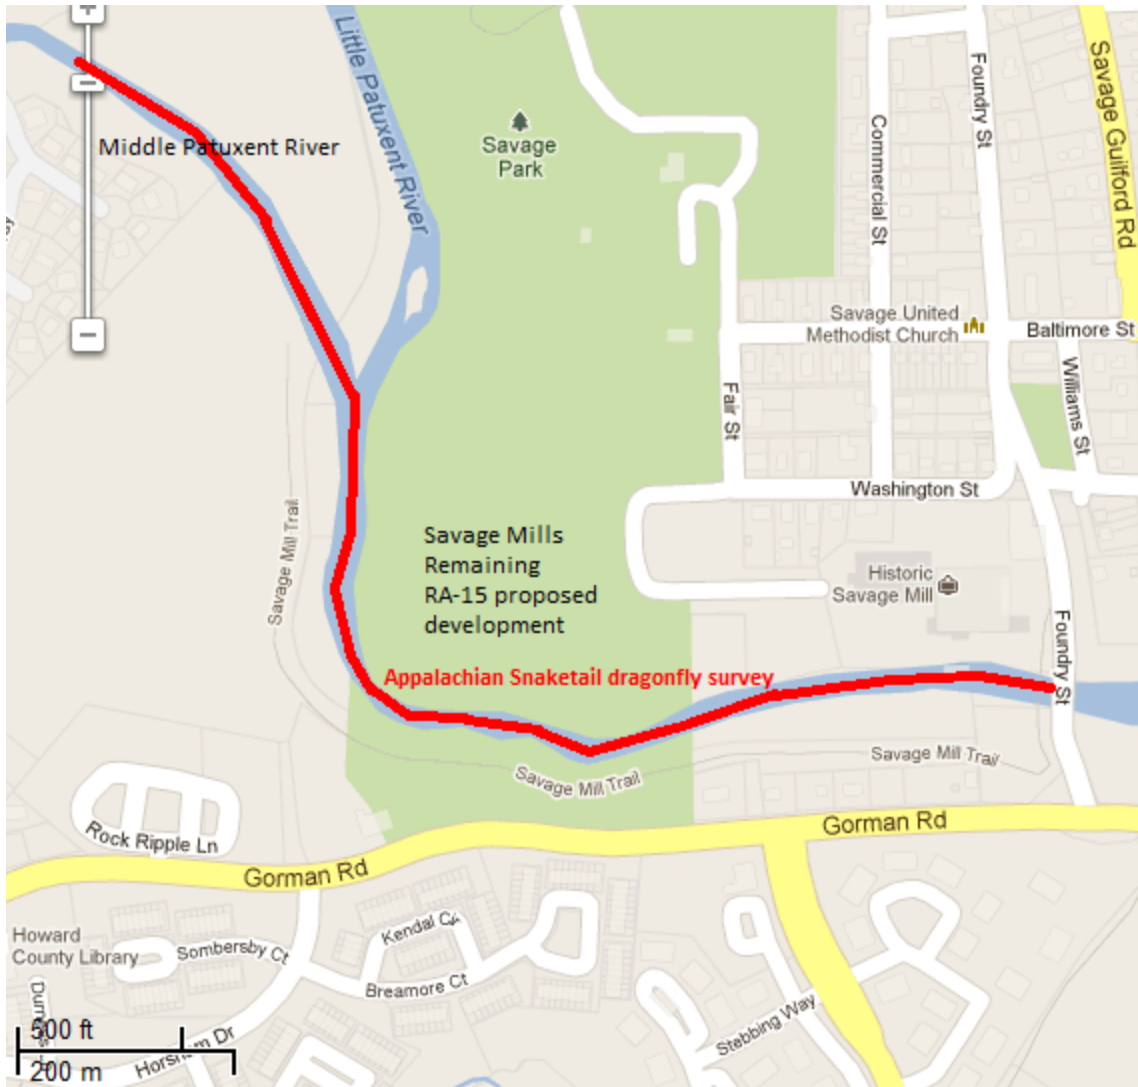 Little Patuxent River
Foundry St
Savage Guilford Rd
Middle Patuxent River
Savage
Park
Commercial St
Savage United
Methodist Church
Baltimore St
Williams St
Fair St
Washington St
Savage Mill Trail
Savage Mills
Remaining
RA-15 proposed
development
Historic
Savage Mill
Foundry St
Appalachian Snaketail dragonfly survey
Savage Mill Trail
Savage Mill Trail
Rock Ripple Ln
Gorman Rd
Gorman Rd
Howard
County Library
Sombersby Ct
Kendal Ct
Breamore Ct
Stebbing Way
500 ft
Horsham Dr
200 m